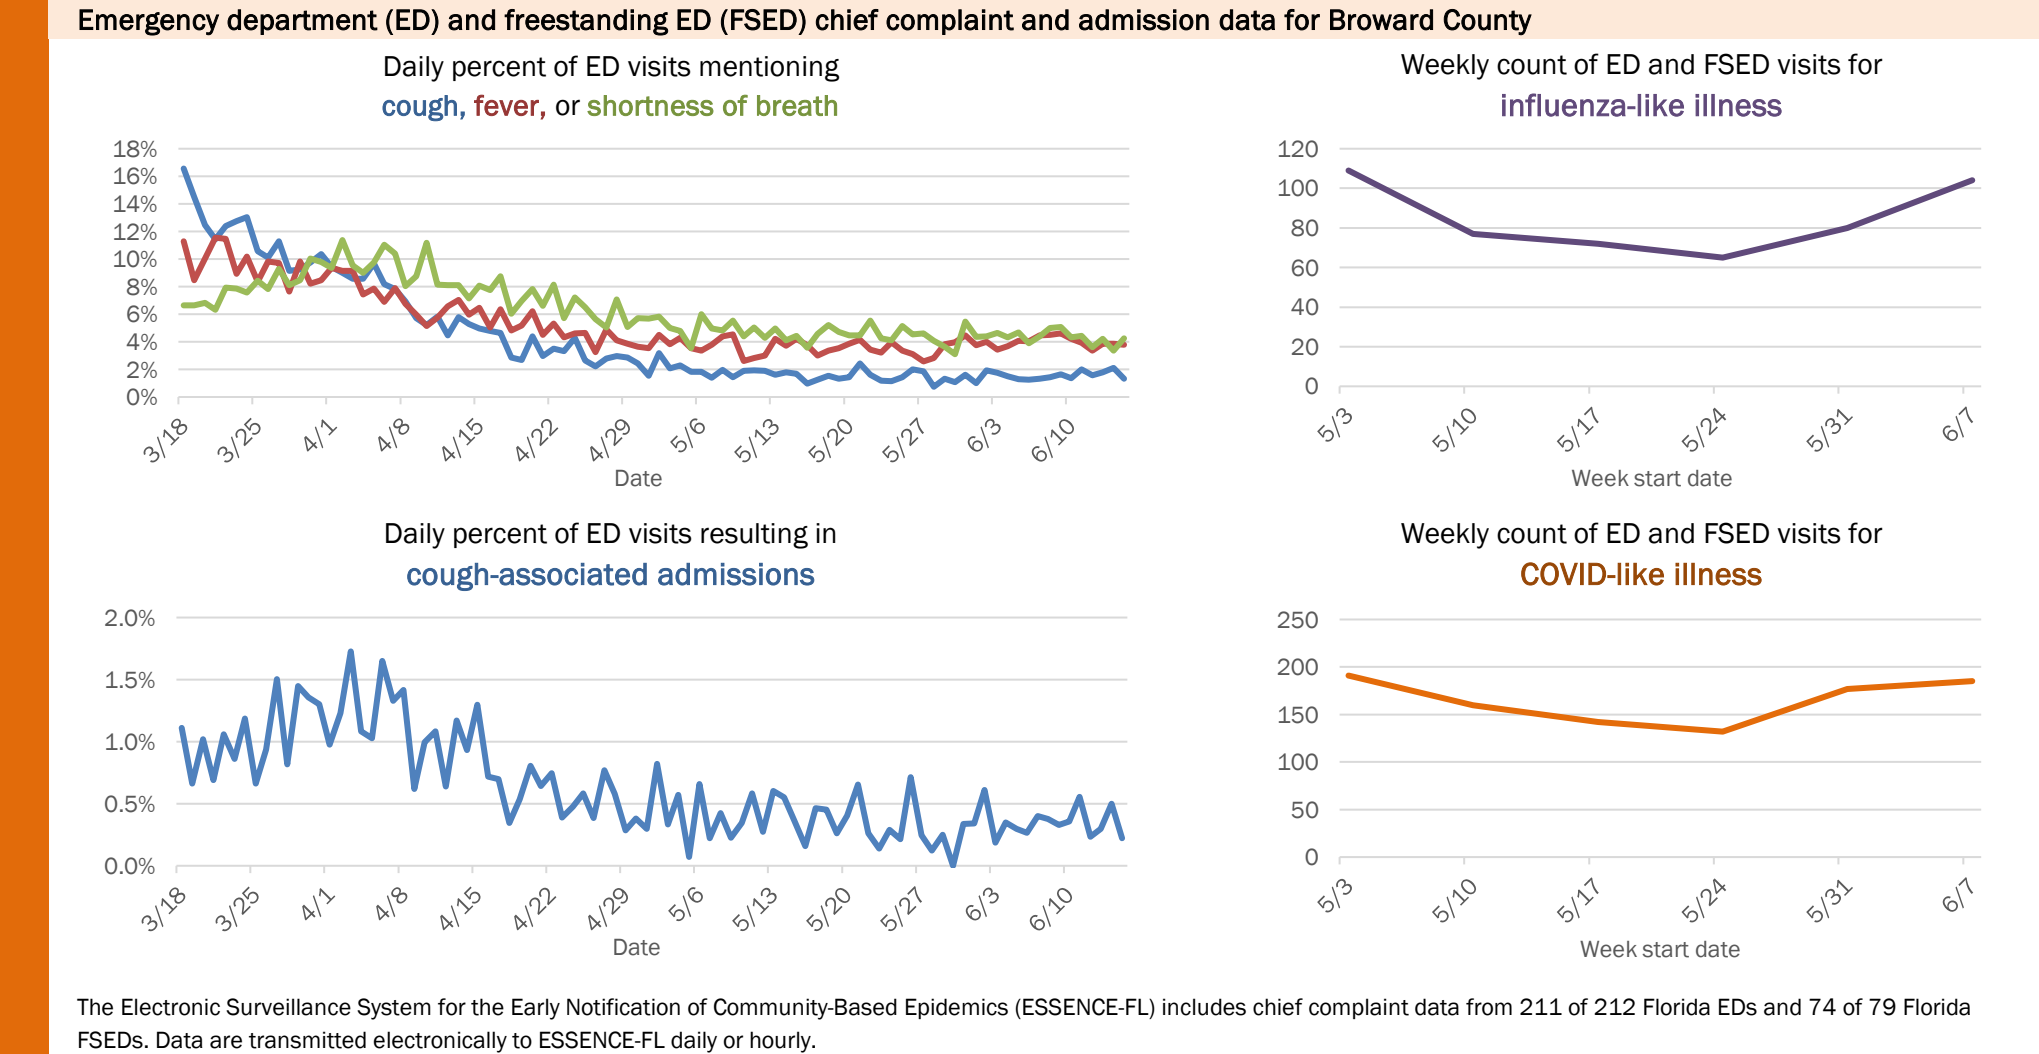 Emergency department (ED) and freestanding ED (FSED) chief complaint and admission data for Broward County
Daily percent of ED visits mentioning
cough, fever, or shortness of breath
18%
16%
14%
12%
10%
8%
6%
4%
2%
0%
3/18 3/25 4/1 4/8 4/15 4/22 4/29 5/6 5/13 5/20 5/27 6/3 6/10
Date
Weekly count of ED and FSED visits for
influenza-like illness
120
100
80
60
40
20
0
5/3 5/10 5/17 5/24 5/31 6/7
Week start date
Daily percent of ED visits resulting in
cough-associated admissions
2.0%
1.5%
1.0%
0.5%
0.0%
3/18 3/25 4/1 4/8 4/15 4/22 4/29 5/6 5/13 5/20 5/27 6/3 6/10
Date
Weekly count of ED and FSED visits for
COVID-like illness
250
200
150
100
50
0
5/3 5/10 5/17 5/24 5/31 6/7
Week start date
The Electronic Surveillance System for the Early Notification of Community-Based Epidemics (ESSENCE-FL) includes chief complaint data from 211 of 212 Florida EDs and 74 of 79 Florida
FSEDs. Data are transmitted electronically to ESSENCE-FL daily or hourly.